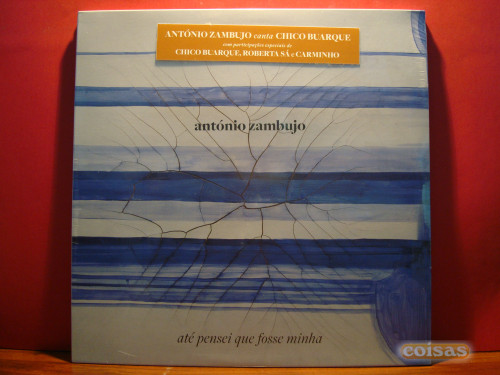 ANTÓNIO ZAMBUJO canta CHICO BUARQUE
com participações especiais de
CHICO BUARQUE, ROBERTA SÁ e CARMINHO
antónio zambujo
até pensei que fosse minha
coisas